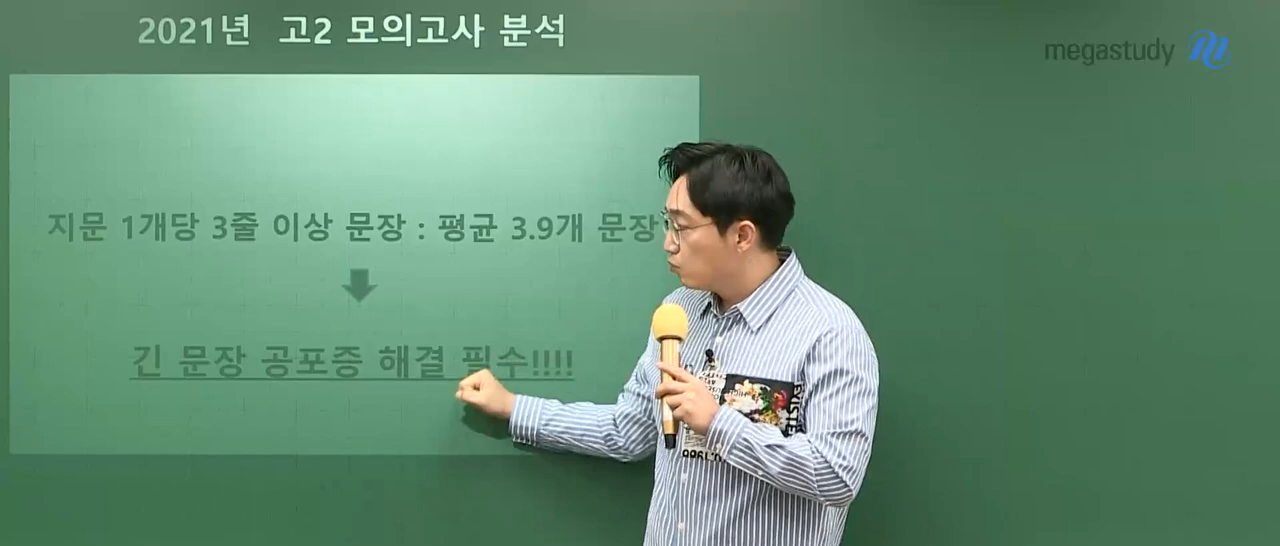 2021년 고2 모의고사 분석
megastudy
지문 1개당 3줄 이상 문장 : 평균 3.9개 문장
긴 문장 공포증 해결 필수!!!!
EXISTE